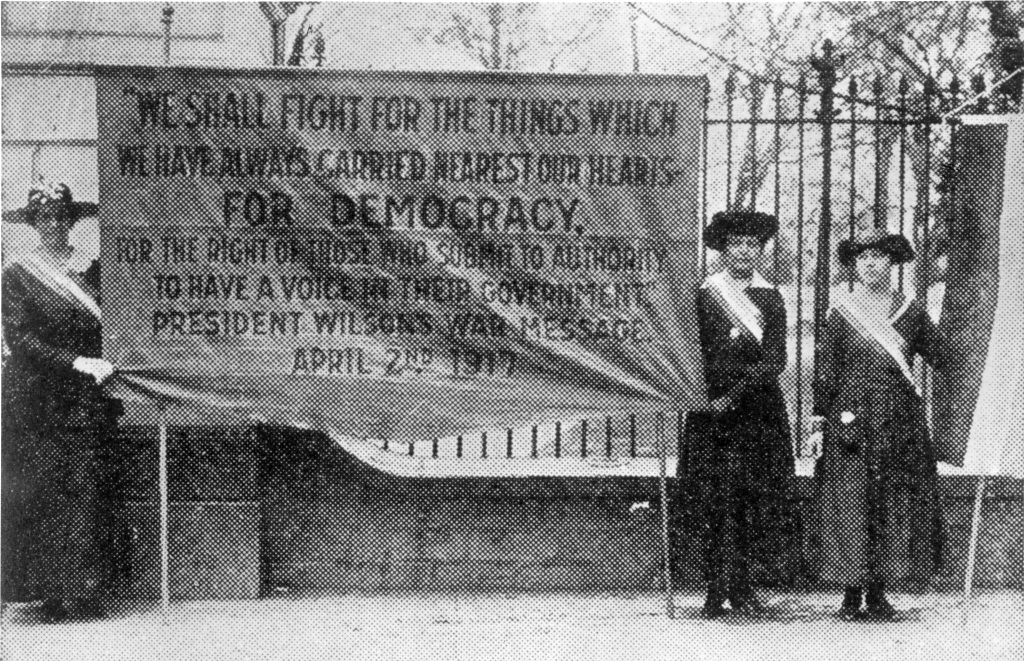 "WE SHALL FIGHT FOR THE THINGS WHICH
WE HAVE ALWAYS CARRIED NEAREST OUR HEARTS-
FOR DEMOCRACY,
FOR THE RIGHT OF THOSE WHO SUBMIT TO AUTHORITY
TO HAVE A VOICE IN THEIR GOVERNMENT."
PRESIDENT WILSON'S WAR MESSAGE.
APRIL 2ND 1917